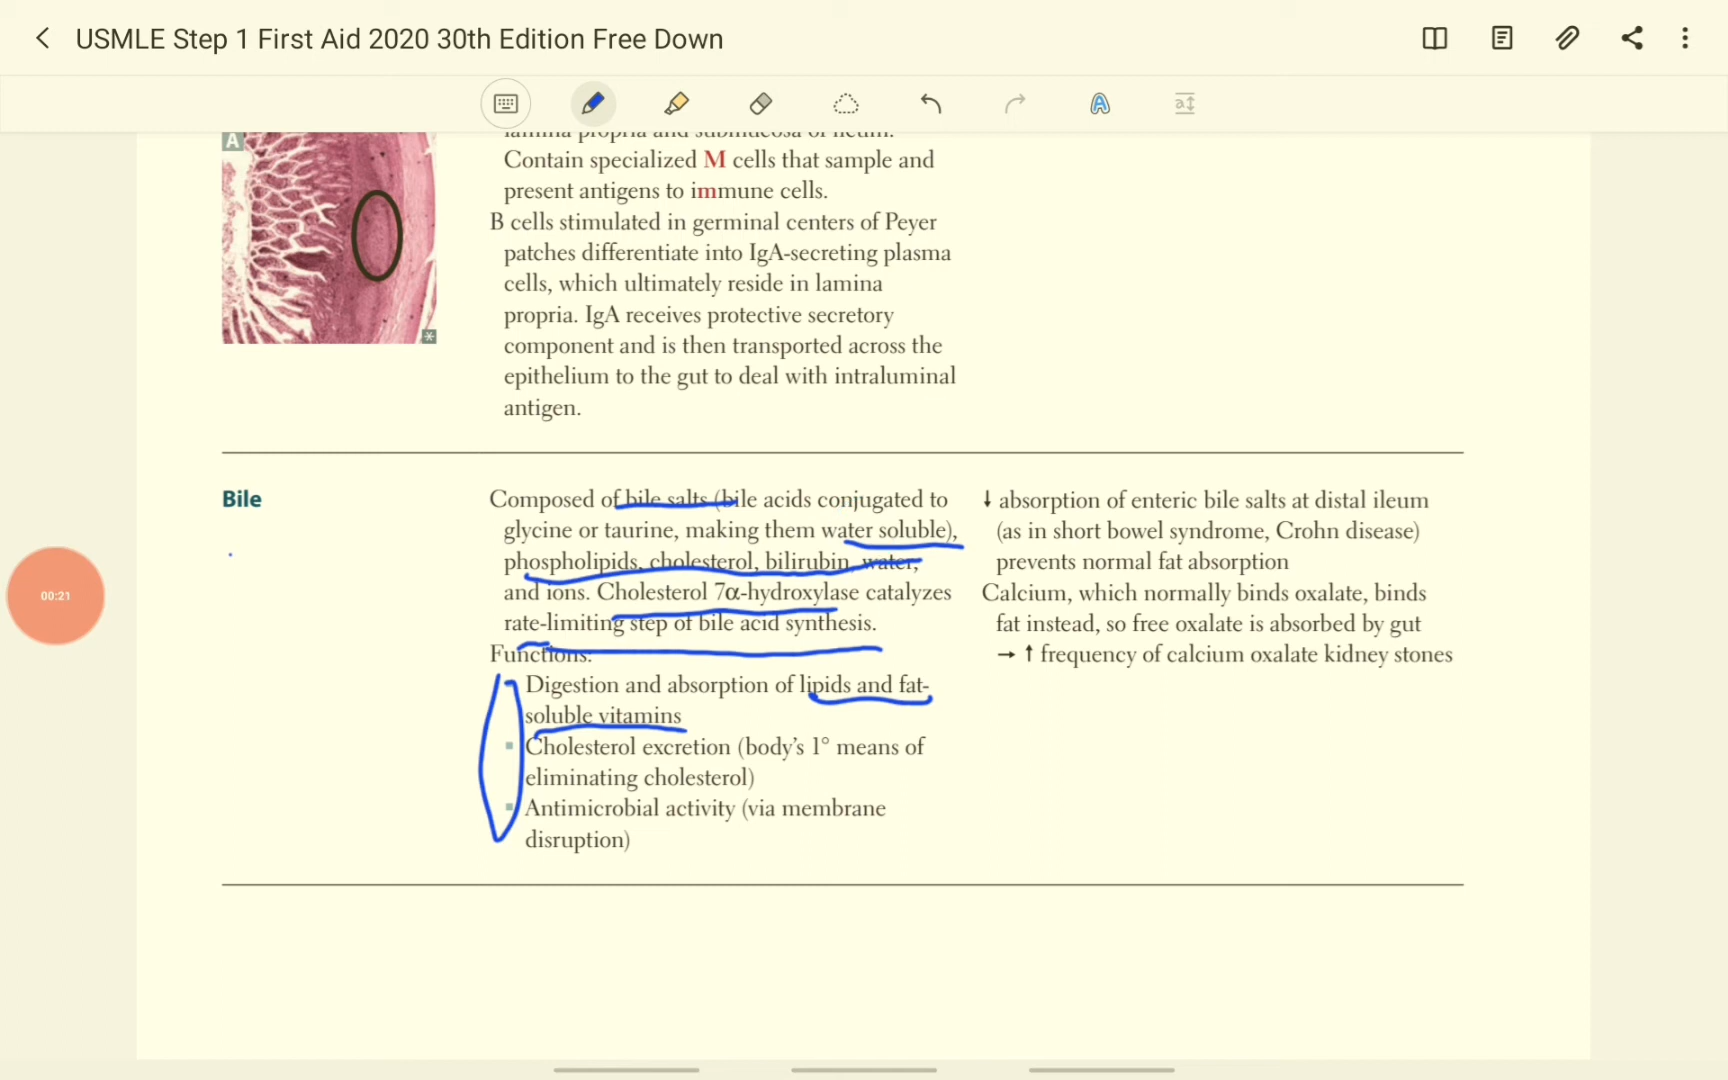 USMLE Step 1 First Aid 2020 30th Edition Free Down
A
lamina propria and submucosa of ileum.
Contain specialized M cells that sample and
present antigens to immune cells.
B cells stimulated in germinal centers of Peyer
patches differentiate into IgA-secreting plasma
cells, which ultimately reside in lamina
propria. IgA receives protective secretory
component and is then transported across the
epithelium to the gut to deal with intraluminal
antigen.
Bile
Composed of bile salts (bile acids conjugated to
glycine or taurine, making them water soluble),
phospholipids, cholesterol, bilirubin, water,
and ions. Cholesterol 7α-hydroxylase catalyzes
rate-limiting step of bile acid synthesis.
Functions:
Digestion and absorption of lipids and fat-
soluble vitamins
▪ Cholesterol excretion (body's 1° means of
eliminating cholesterol)
▪ Antimicrobial activity (via membrane
disruption)
↓ absorption of enteric bile salts at distal ileum
(as in short bowel syndrome, Crohn disease)
prevents normal fat absorption
Calcium, which normally binds oxalate, binds
fat instead, so free oxalate is absorbed by gut
→ ↑ frequency of calcium oxalate kidney stones
00:21